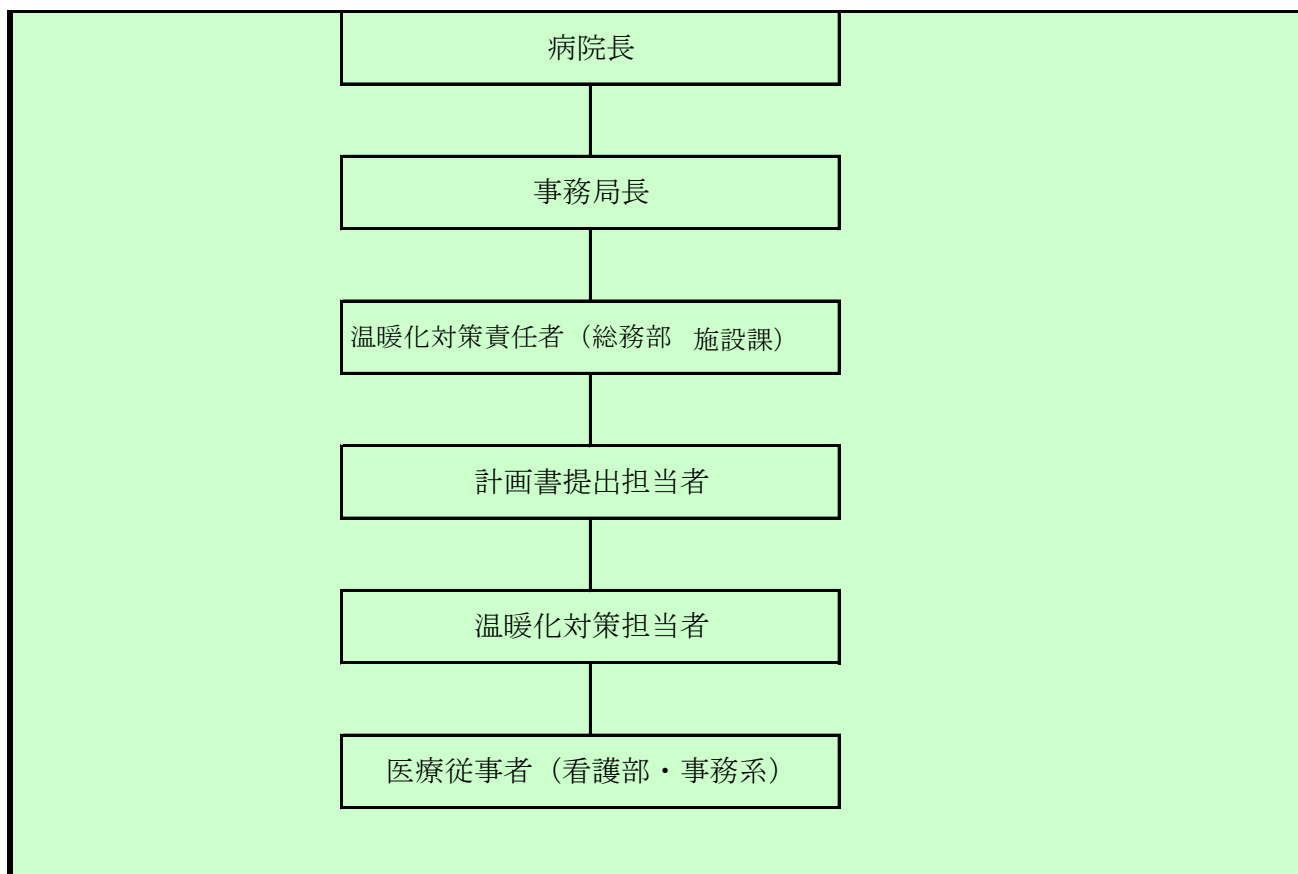 病院長
事務局長
温暖化対策責任者（総務部　施設課）
計画書提出担当者
温暖化対策担当者
医療従事者（看護部・事務系）